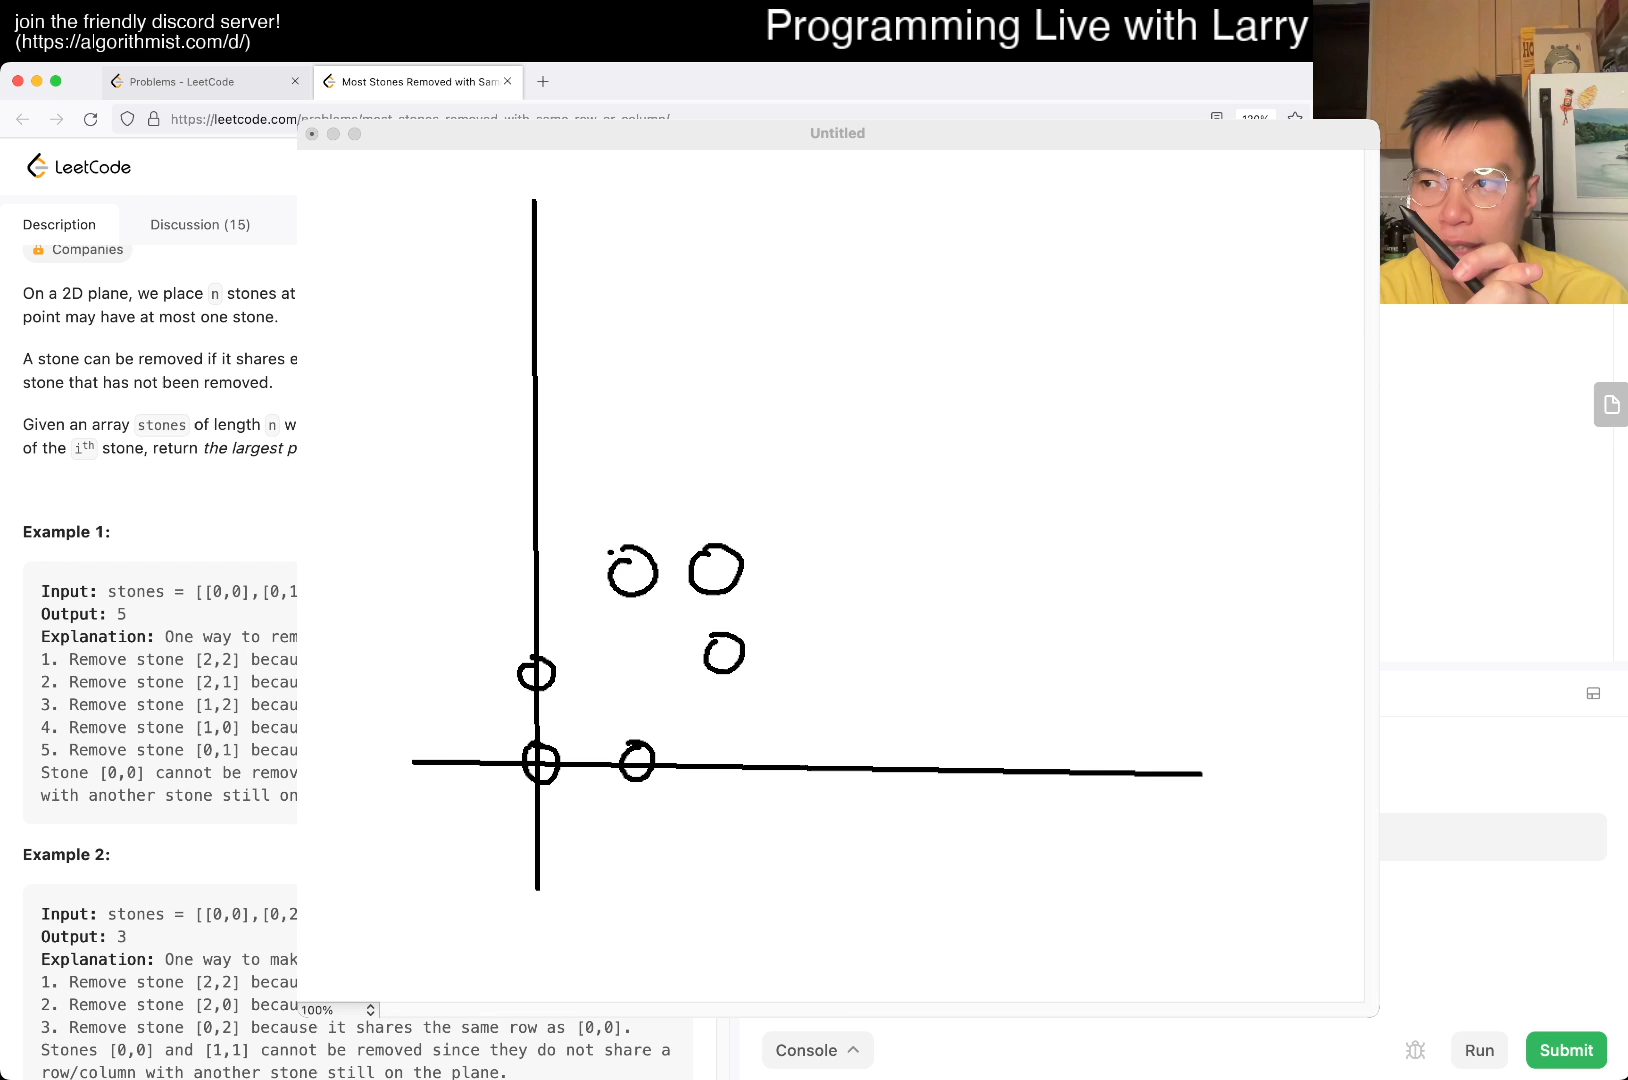 join the friendly discord server!
(https://algorithmist.com/d/)
Programming Live with Larry
Problems - LeetCode
Most Stones Removed with Sam
https://leetcode.com/problems/most-stones-removed-with-same-row-or-column/
120%
Untitled
LeetCode
Description
Discussion (15)
Companies
On a 2D plane, we place n stones at
point may have at most one stone.
A stone can be removed if it shares e
stone that has not been removed.
Given an array stones of length n w
of the ith stone, return the largest p
Example 1:
Input: stones = [[0,0],[0,1
Output: 5
Explanation: One way to rem
1. Remove stone [2,2] becau
2. Remove stone [2,1] becau
3. Remove stone [1,2] becau
4. Remove stone [1,0] becau
5. Remove stone [0,1] becau
Stone [0,0] cannot be remov
with another stone still on
Example 2:
Input: stones = [[0,0],[0,2
Output: 3
Explanation: One way to mak
1. Remove stone [2,2] becau
2. Remove stone [2,0] becau
3. Remove stone [0,2] because it shares the same row as [0,0].
Stones [0,0] and [1,1] cannot be removed since they do not share a
row/column with another stone still on the plane.
100%
Console
Run
Submit